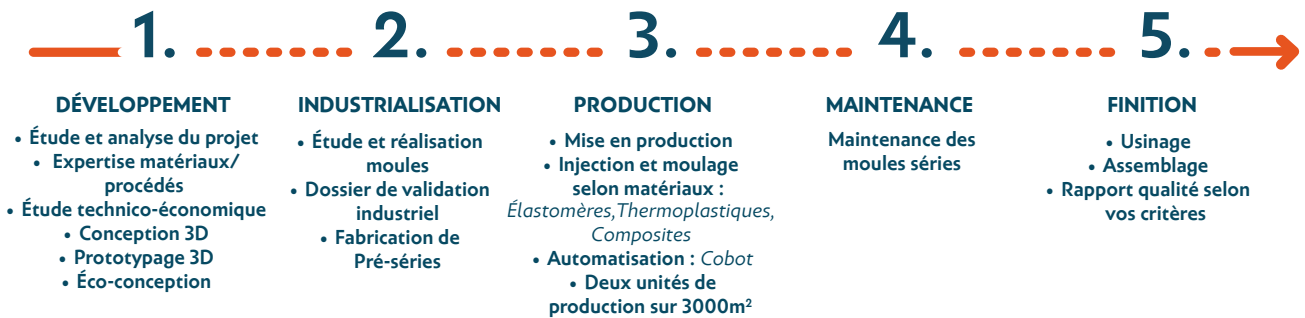 1.
2.
3.
4.
5.
DÉVELOPPEMENT
• Étude et analyse du projet
• Expertise matériaux/
procédés
• Étude technico-économique
• Conception 3D
• Prototypage 3D
• Éco-conception
INDUSTRIALISATION
• Étude et réalisation
moules
• Dossier de validation
industriel
• Fabrication de
Pré-séries
PRODUCTION
• Mise en production
• Injection et moulage
selon matériaux :
Élastomères,Thermoplastiques,
Composites
• Automatisation : Cobot
• Deux unités de
production sur 3000m²
MAINTENANCE
Maintenance des
moules séries
FINITION
• Usinage
• Assemblage
• Rapport qualité selon
vos critères